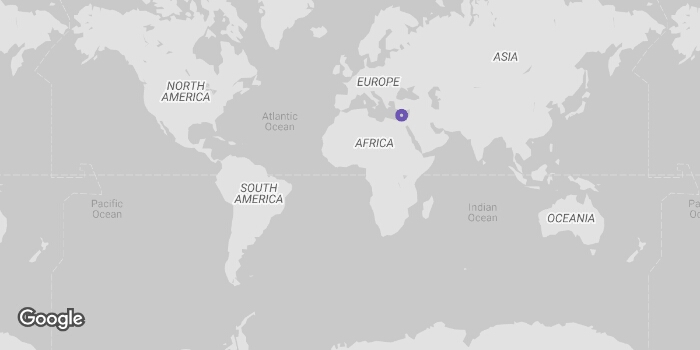 ASIA
EUROPE
NORTH
AMERICA
Atlantic
Ocean
AFRICA
SOUTH
AMERICA
Pacific
Ocean
Indian
Ocean
OCEANIA
Pa
Oc
Google